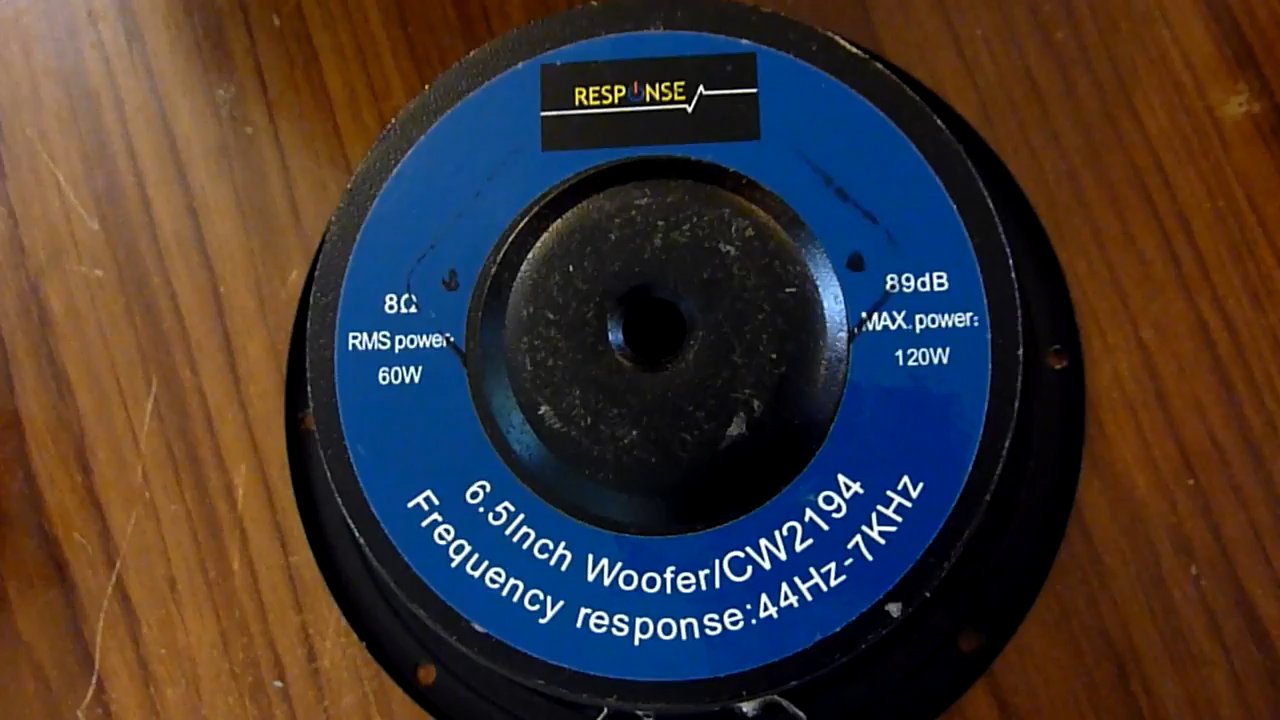 RESPONSE
8Ω
RMS power:
60W
89dB
MAX. power:
120W
6.5Inch Woofer/CW2194
Frequency response:44Hz-7KHz